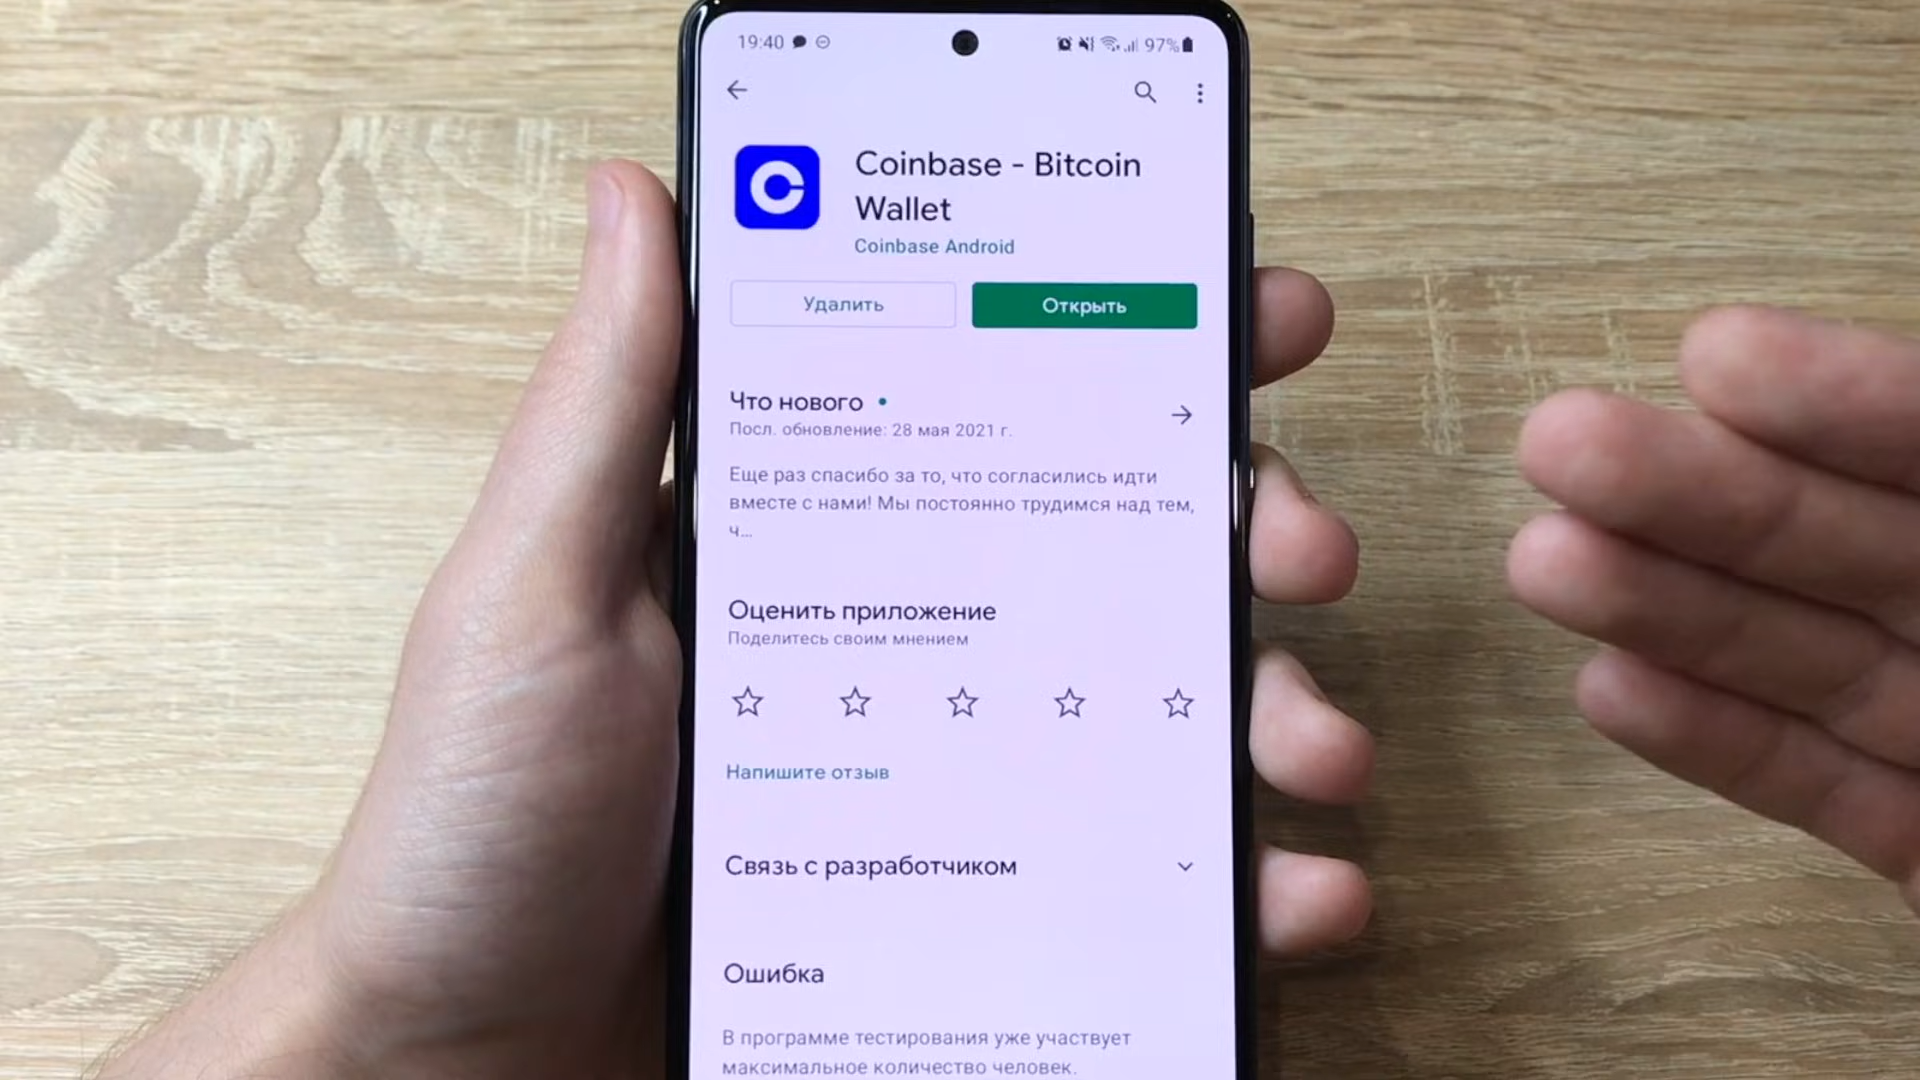 19:40
97%
Coinbase - Bitcoin
Wallet
Coinbase Android
Удалить
Открыть
Что нового •
Посл. обновление: 28 мая 2021 г.
Еще раз спасибо за то, что согласились идти
вместе с нами! Мы постоянно трудимся над тем,
ч...
Оценить приложение
Поделитесь своим мнением
Напишите отзыв
Связь с разработчиком
Ошибка
В программе тестирования уже участвует
максимальное количество человек.